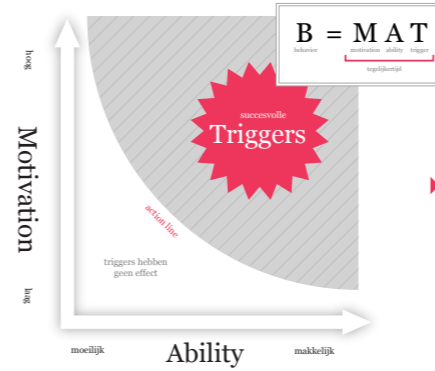 B = M A T
behavior motivation ability trigger
tegelijkertijd
hoog
Motivation
laag
succesvolle
Triggers
action line
triggers hebben
geen effect
moeilijk
Ability
makkelijk